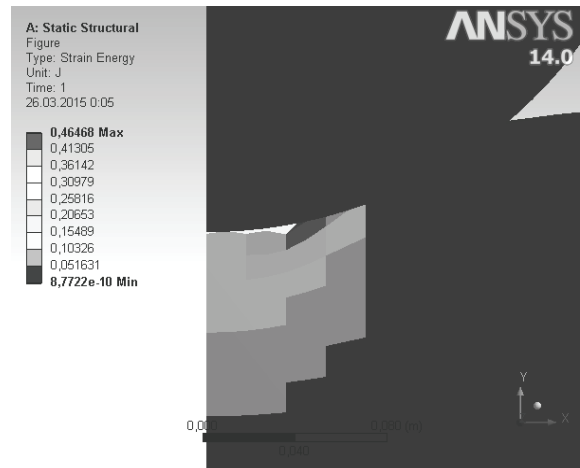 A: Static Structural
Figure
Type: Strain Energy
Unit: J
Time: 1
26.03.2015 0:05
0,46468 Max
0,41305
0,36142
0,30979
0,25816
0,20653
0,15489
0,10326
0,051631
8,7722e-10 Min
ANSYS
14.0
Y
X
0,000
0,080 (m)
0,040